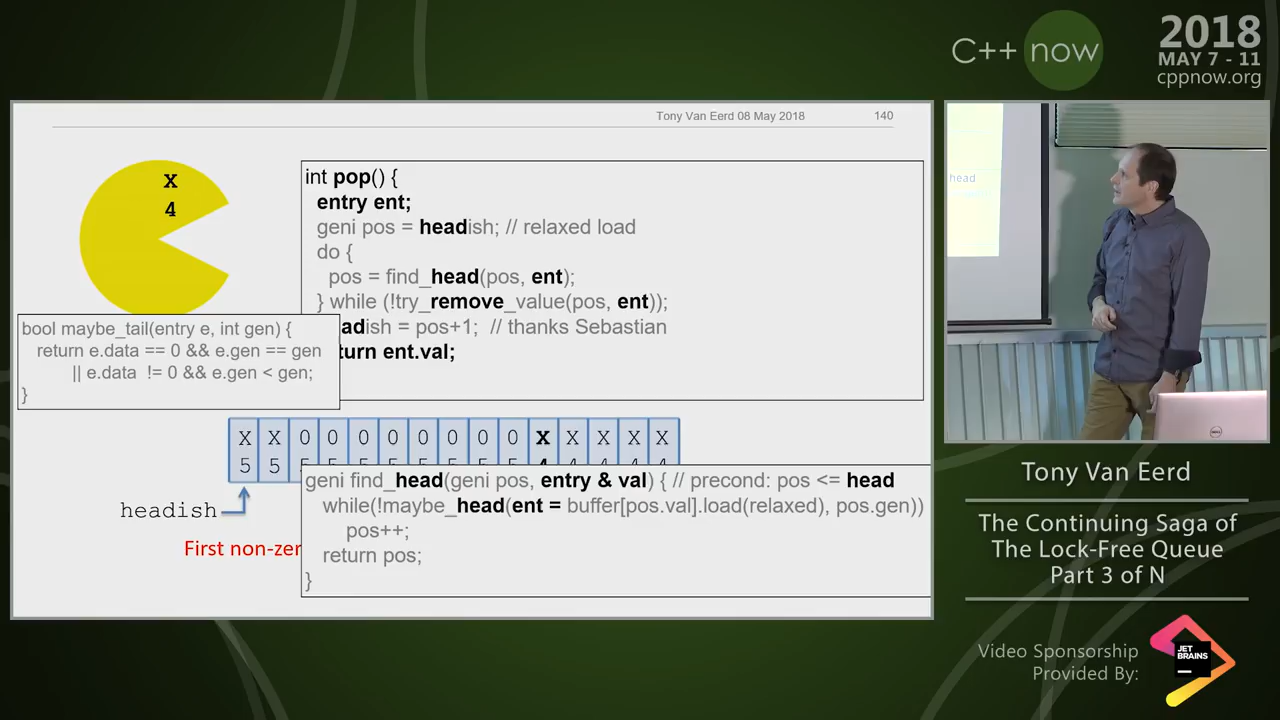 C++ now
2018
MAY 7 - 11
cppnow.org
Tony Van Eerd 08 May 2018 140
X
4
int pop() {
entry ent;
geni pos = headish; // relaxed load
do {
pos = find_head(pos, ent);
} while (!try_remove_value(pos, ent));
adish = pos+1; // thanks Sebastian
turn ent.val;
bool maybe_tail(entry e, int gen) {
return e.data == 0 && e.gen == gen
|| e.data != 0 && e.gen < gen;
}
X X 0 0 0 0 0 0 0 0 X X X X X
5 5
headish
First non-zer
geni find_head(geni pos, entry & val) { // precond: pos <= head
while(!maybe_head(ent = buffer[pos.val].load(relaxed), pos.gen))
pos++;
return pos;
}
head
Tony Van Eerd
The Continuing Saga of
The Lock-Free Queue
Part 3 of N
Video Sponsorship
Provided By:
JET
BRAINS